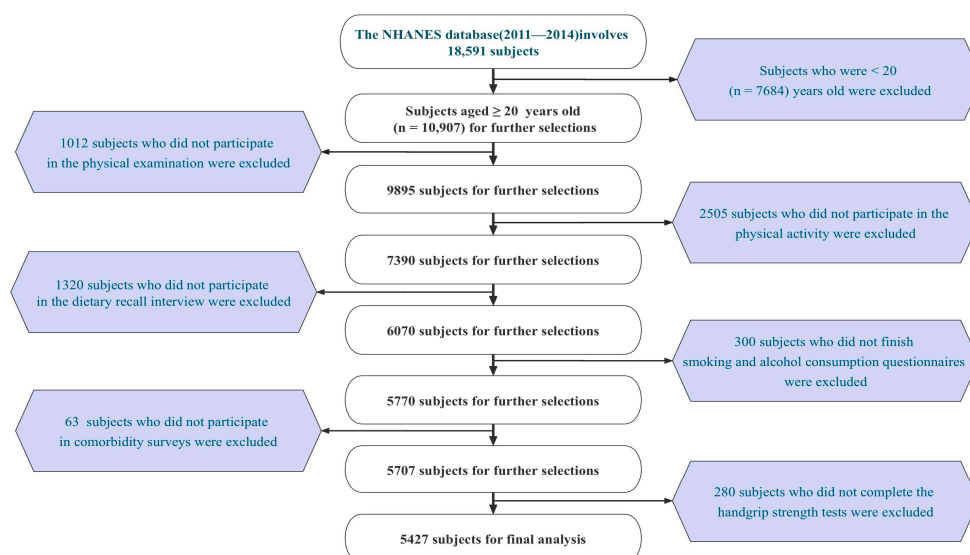 The NHANES database(2011—2014)involves
18,591 subjects
Subjects who were < 20
(n = 7684) years old were excluded
Subjects aged ≥ 20 years old
(n = 10,907) for further selections
1012 subjects who did not participate
in the physical examination were excluded
9895 subjects for further selections
2505 subjects who did not participate in the
physical activity were excluded
7390 subjects for further selections
1320 subjects who did not participate
in the dietary recall interview were excluded
6070 subjects for further selections
300 subjects who did not finish
smoking and alcohol consumption questionnaires
were excluded
5770 subjects for further selections
63 subjects who did not participate
in comorbidity surveys were excluded
5707 subjects for further selections
280 subjects who did not complete the
handgrip strength tests were excluded
5427 subjects for final analysis